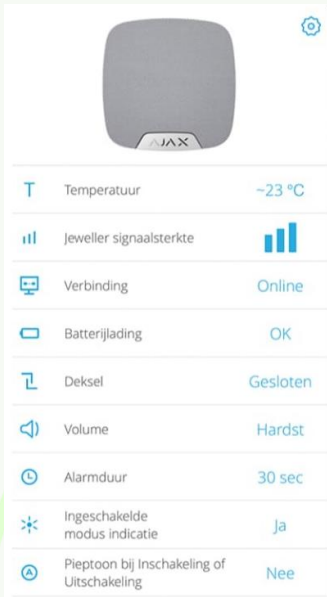 AJAX
Temperatuur ~23 °C
Jeweller signaalsterkte
Verbinding Online
Batterijlading OK
Deksel Gesloten
Volume Hardst
Alarmduur 30 sec
Ingeschakelde
modus indicatie Ja
Pieptoon bij Inschakeling of
Uitschakeling Nee